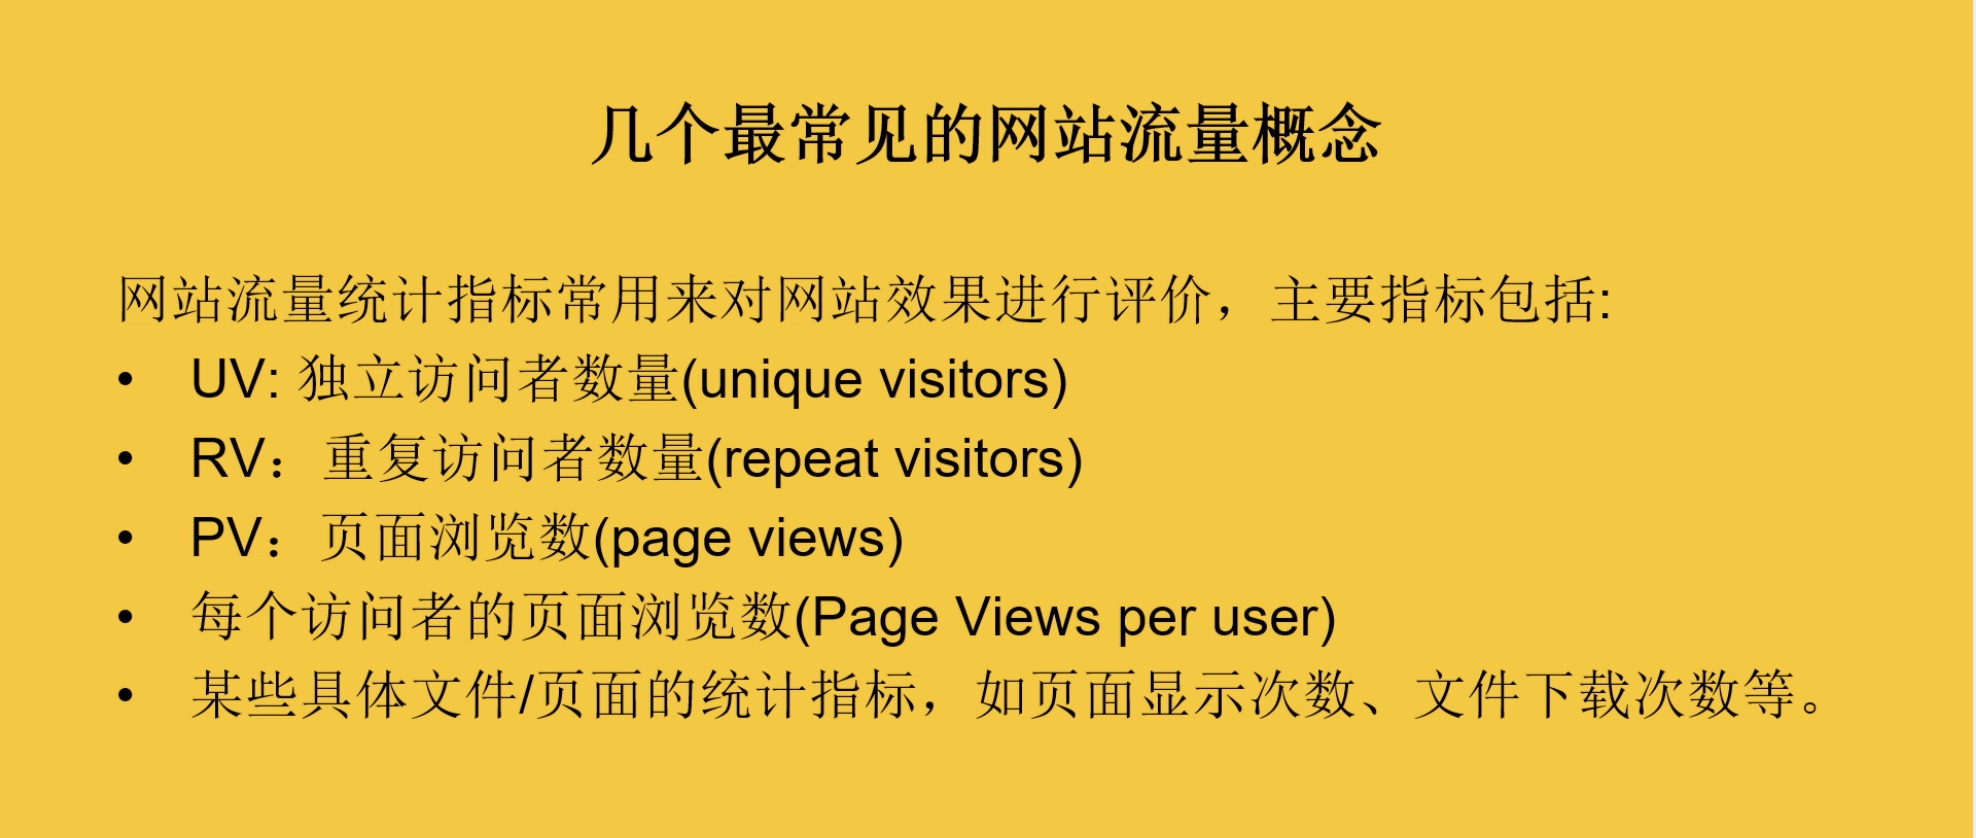 几个最常见的网站流量概念
网站流量统计指标常用来对网站效果进行评价，主要指标包括:
• UV: 独立访问者数量(unique visitors)
• RV：重复访问者数量(repeat visitors)
• PV：页面浏览数(page views)
• 每个访问者的页面浏览数(Page Views per user)
• 某些具体文件/页面的统计指标，如页面显示次数、文件下载次数等。